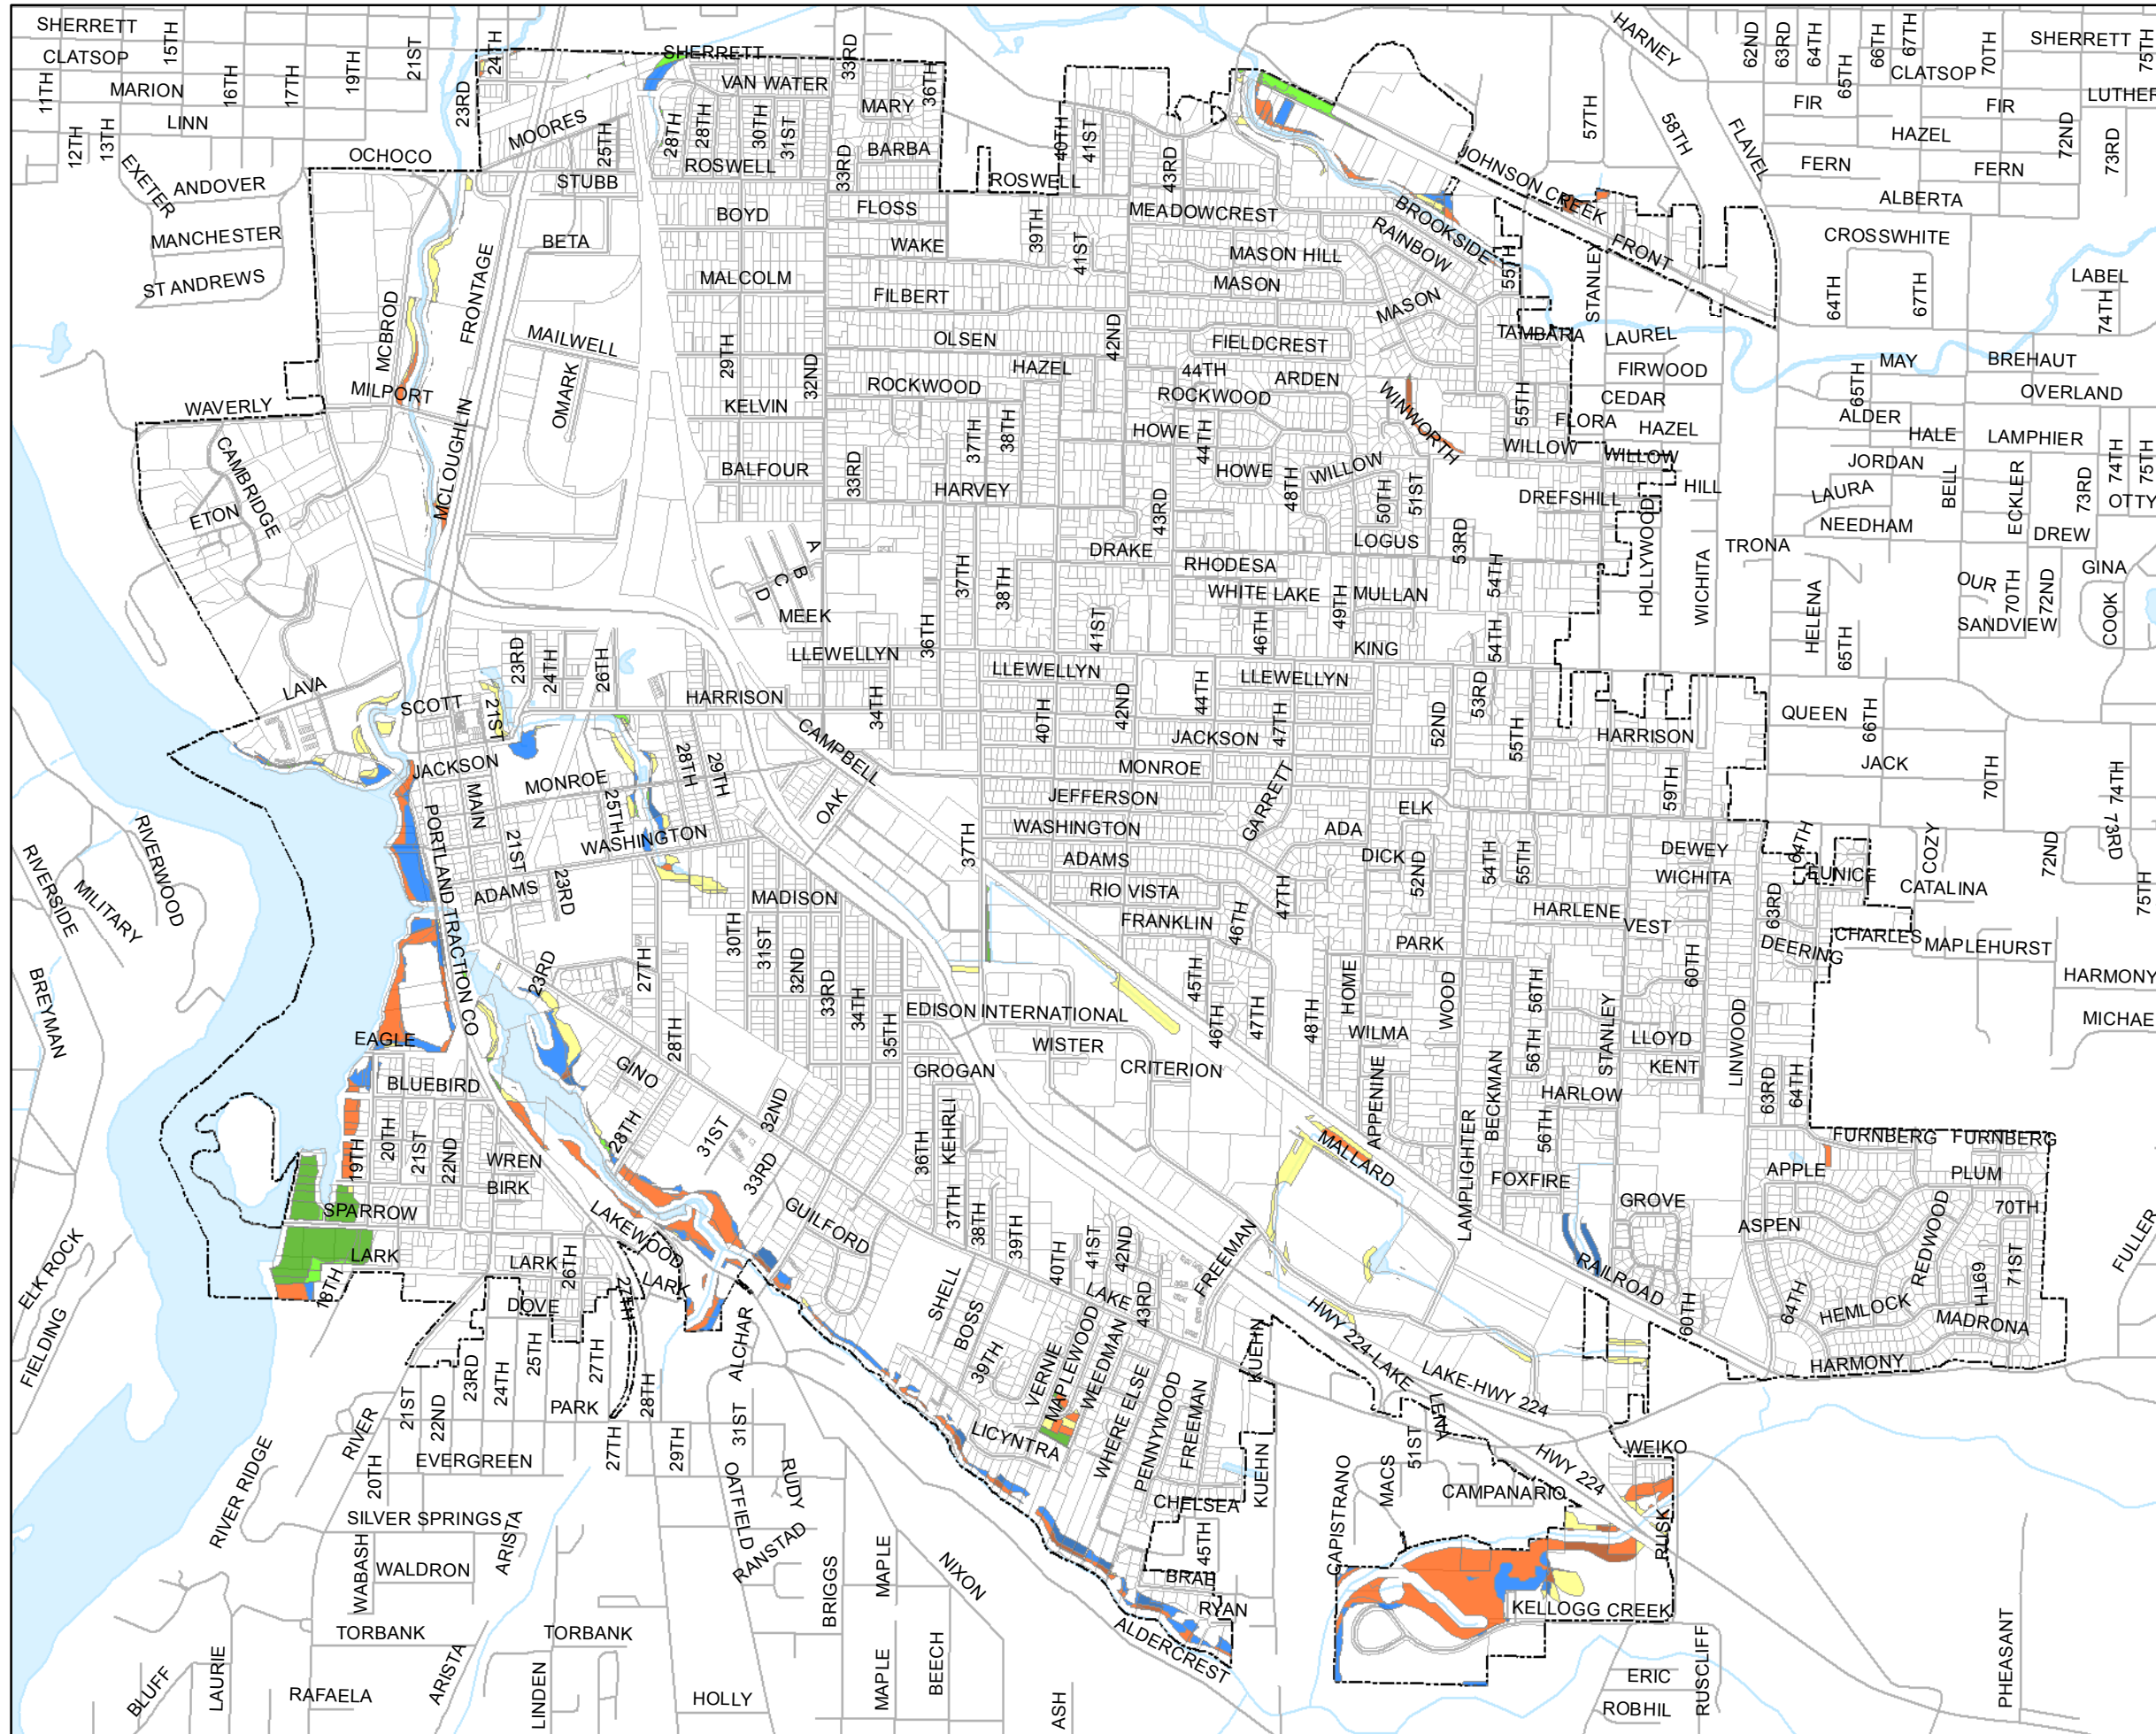 SHERRETT
CLATSOP
MARION
LINN
11TH
12TH
13TH
15TH
16TH
17TH
19TH
21ST
23RD
24TH
SHERRETT
VAN WATER
33RD
36TH
MARY
BARBA
MOORES
25TH
28TH
28TH
30TH
31ST
33RD
ROSWELL
STUBB
OCHOCO
EXETER
ANDOVER
MANCHESTER
ST ANDREWS
HARNEY
62ND
63RD
64TH
65TH
66TH
67TH
70TH
SHERRETT
75TH
CLATSOP
LUTHER
FIR
FIR
HAZEL
72ND
73RD
FERN
FERN
ALBERTA
57TH
58TH
FLAVEL
40TH
41ST
43RD
ROSWELL
JOHNSON CREEK
FRONT
BOYD
FLOSS
39TH
MEADOWCREST
BROOKSIDE
RAINBOW
BETA
WAKE
41ST
MASON HILL
55TH
STANLEY
CROSSWHITE
64TH
67TH
LABEL
74TH
MALCOLM
FILBERT
MASON
MASON
MCBROD
FRONTAGE
MAILWELL
OLSEN
42ND
FIELDCREST
TAMBARA
LAUREL
FIRWOOD
MAY
BREHAUT
OMARK
29TH
32ND
HAZEL
44TH
ARDEN
MILPORT
WAVERLY
ROCKWOOD
ROCKWOOD
WINWORTH
55TH
CEDAR
65TH
OVERLAND
KELVIN
37TH
38TH
HOWE
44TH
FLORA
HAZEL
ALDER
HALE
LAMPHIER
74TH
75TH
CAMBRIDGE
ETON
MCLOUGHLIN
BALFOUR
33RD
HARVEY
HOWE
48TH
WILLOW
WILLOW
WILLOW
JORDAN
50TH
51ST
DREFSHILL
HILL
LAURA
BELL
ECKLER
73RD
OTTY
43RD
HOLLYWOOD
NEEDHAM
DREW
A
B
C
D
MEEK
DRAKE
LOGUS
53RD
RHODESA
TRONA
GINA
37TH
38TH
WHITE LAKE
MULLAN
54TH
WICHITA
OUR
70TH
72ND
COOK
HELENA
65TH
SANDVIEW
41ST
46TH
49TH
KING
54TH
23RD
24TH
26TH
36TH
LLEWELLYN
LLEWELLYN
LLEWELLYN
LAVA
SCOTT
21ST
HARRISON
34TH
40TH
42ND
44TH
47TH
52ND
53RD
55TH
QUEEN
66TH
JACKSON
HARRISON
JACKSON
MONROE
28TH
29TH
CAMPBELL
MONROE
JACK
70TH
74TH
MAIN
25TH
OAK
JEFFERSON
GARRETT
ELK
59TH
PORTLAND TRACTION CO
21ST
WASHINGTON
37TH
WASHINGTON
ADA
DICK
52ND
54TH
55TH
DEWEY
64TH
COZY
72ND
73RD
RIVERWOOD
RIVERSIDE
MILITARY
ADAMS
23RD
MADISON
ADAMS
RIO VISTA
47TH
WICHITA
EUNICE
CATALINA
75TH
FRANKLIN
46TH
HARLENE
VEST
63RD
30TH
31ST
32ND
33RD
34TH
PARK
DEERING
CHARLES
MAPLEHURST
HARMONY
BREYMAN
23RD
27TH
45TH
HOME
WOOD
56TH
60TH
EDISON INTERNATIONAL
46TH
47TH
48TH
STANLEY
LINWOOD
MICHAE
EAGLE
28TH
35TH
WISTER
WILMA
56TH
LLOYD
BLUEBIRD
GINO
GROGAN
CRITERION
APPENINE
BECKMAN
KENT
HARLOW
63RD
64TH
28TH
31ST
32ND
KEHRLI
LAMPLIGHTER
56TH
19TH
20TH
21ST
22ND
WREN
BIRK
33RD
36TH
MALLARD
FURNBERG
FURNBERG
APPLE
PLUM
FOXFIRE
GROVE
70TH
SPARROW
LAKEWOOD
GUILFORD
37TH
38TH
39TH
41ST
42ND
FREEMAN
ASPEN
REDWOOD
LARK
LARK
26TH
LARK
40TH
RAILROAD
69TH
71ST
FULLER
ELK ROCK
FIELDING
18TH
DOVE
27TH
SHELL
BOSS
LAKE
43RD
60TH
64TH
HEMLOCK
MADRONA
23RD
24TH
25TH
27TH
ALCHAR
39TH
VERNIE
MAPLEWOOD
WEEDMAN
KUEHN
HWY 224-LAKE
LAKE-HWY 224
HARMONY
21ST
22ND
PARK
28TH
31ST
LICYNTRA
WHERE ELSE
PENNYWOOD
FREEMAN
LENA
RIVER
RIVER RIDGE
EVERGREEN
27TH
29TH
OATFIELD
RUDY
KUEHN
51ST
HWY 224
WEIKO
20TH
CAPISTRANO
MACS
CAMPANARIO
CHELSEA
SILVER SPRINGS
ARISTA
RANSTAD
45TH
RUSK
WABASH
WALDRON
BRIGGS
MAPLE
NIXON
BRAE
RYAN
KELLOGG CREEK
TORBANK
TORBANK
ALDERCREST
BLUFF
LAURIE
RAFAELA
ARISTA
LINDEN
HOLLY
MAPLE
BEECH
ASH
ERIC
ROBHIL
RUSCLIFF
PHEASANT